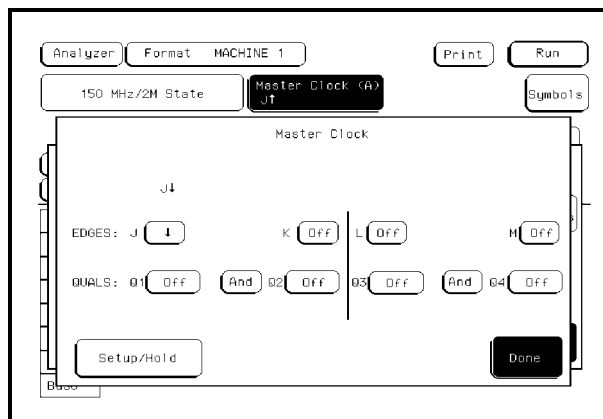 Analyzer Format MACHINE 1 Print Run
150 MHz/2M State Master Clock (A) Symbols
J↑
Master Clock
J↓
EDGES: J ↓ K Off L Off M Off
QUALS: Q1 Off And Q2 Off Q3 Off And Q4 Off
Setup/Hold Done